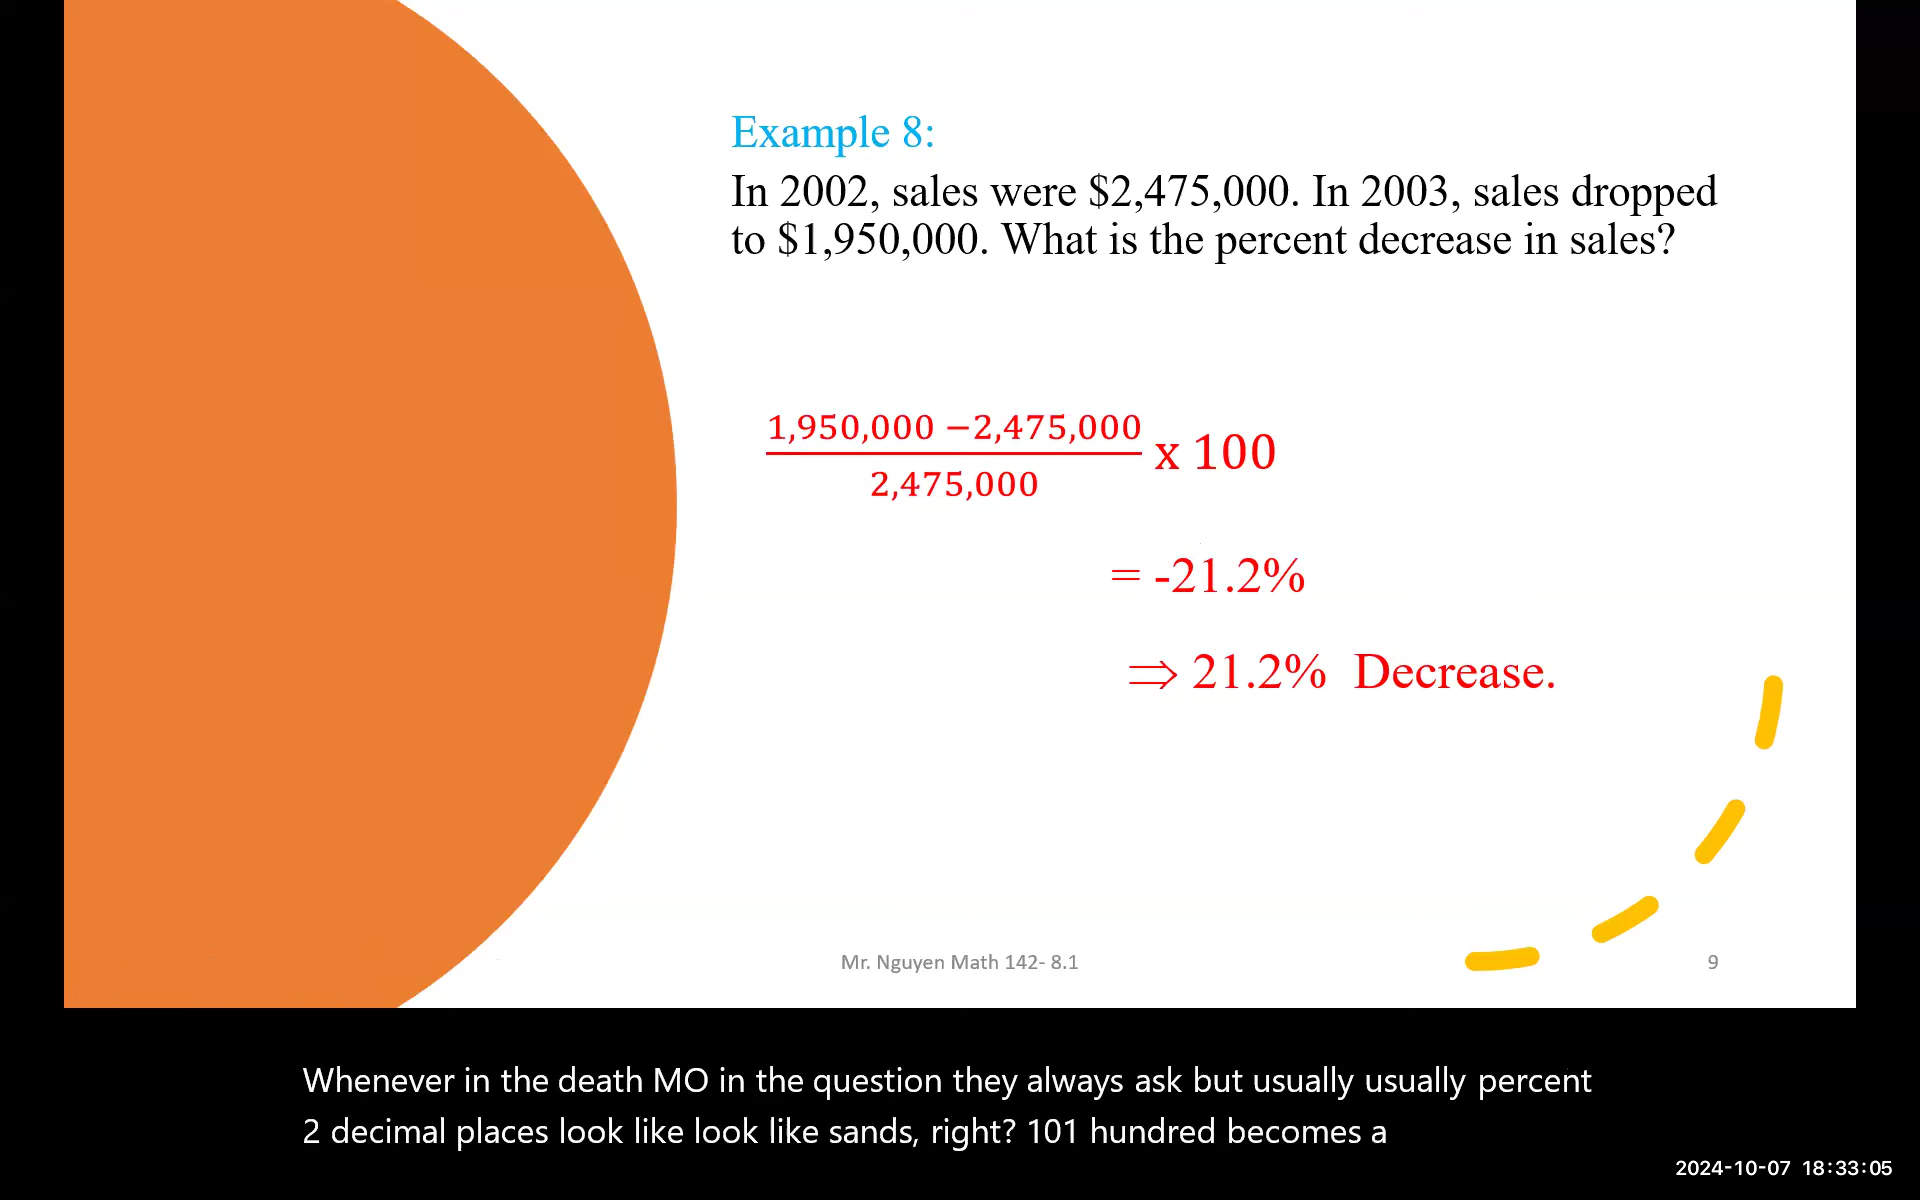 Example 8:
In 2002, sales were $2,475,000. In 2003, sales dropped
to $1,950,000. What is the percent decrease in sales?
1,950,000 −2,475,000
2,475,000
x 100
= -21.2%
⇒ 21.2% Decrease.
Mr. Nguyen Math 142- 8.1
9
Whenever in the death MO in the question they always ask but usually usually percent
2 decimal places look like look like sands, right? 101 hundred becomes a
2024-10-07 18:33:05